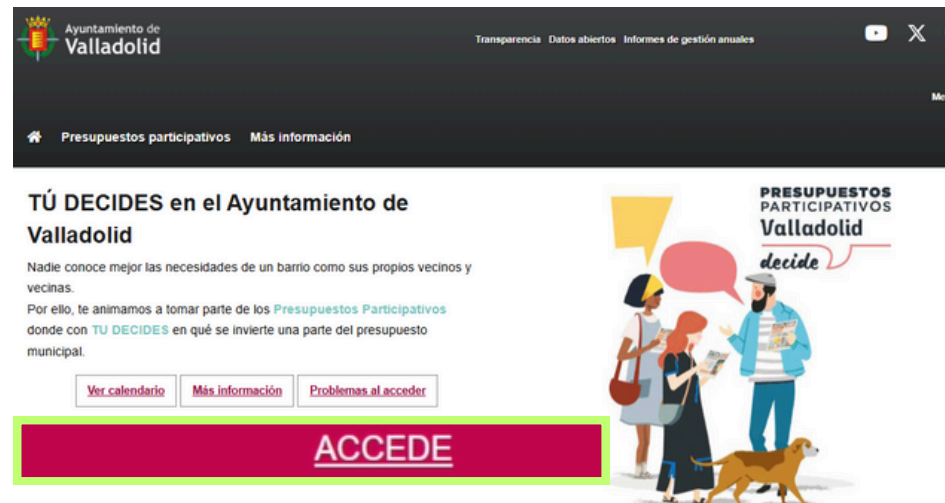 Ayuntamiento de
Valladolid
Transparencia Datos abiertos Informes de gestión anuales
Presupuestos participativos Más información
TÚ DECIDES en el Ayuntamiento de
Valladolid
Nadie conoce mejor las necesidades de un barrio como sus propios vecinos y
vecinas.
Por ello, te animamos a tomar parte de los Presupuestos Participativos
donde con TU DECIDES en qué se invierte una parte del presupuesto
municipal.
Ver calendario Más información Problemas al acceder
ACCEDE
PRESUPUESTOS
PARTICIPATIVOS
Valladolid
decide